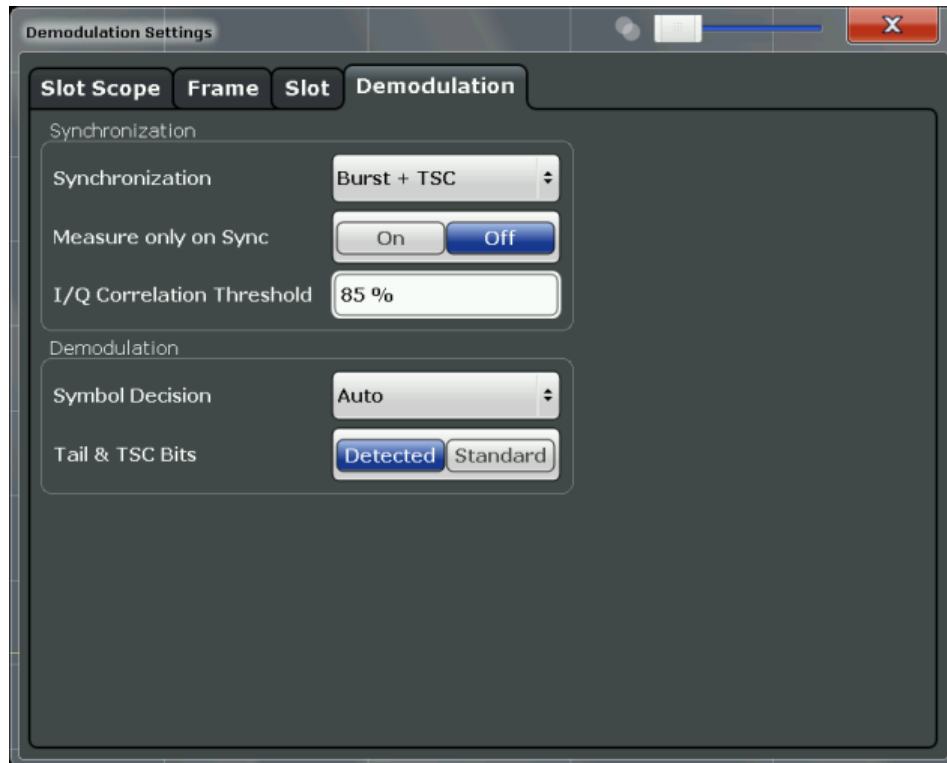 Demodulation Settings
X
Slot Scope Frame Slot Demodulation
Synchronization
Synchronization Burst + TSC
Measure only on Sync On Off
I/Q Correlation Threshold 85 %
Demodulation
Symbol Decision Auto
Tail & TSC Bits Detected Standard